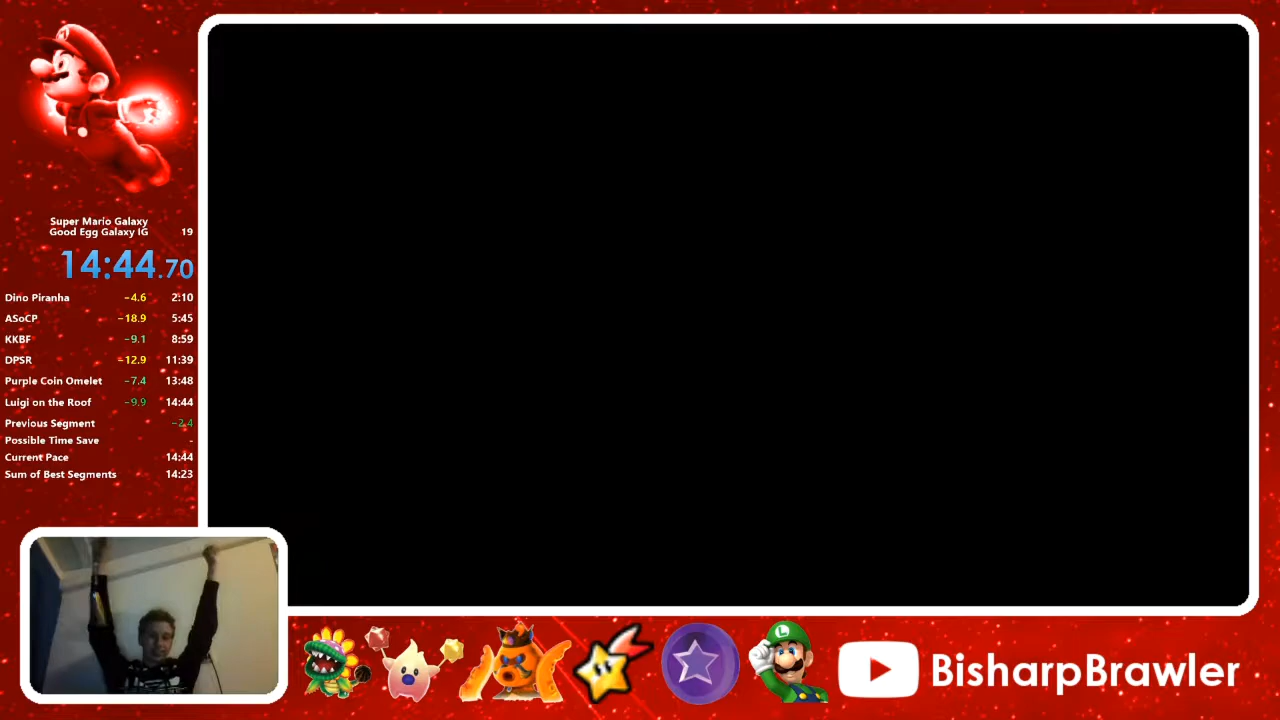 Super Mario Galaxy
Good Egg Galaxy IG 19
14:44.70
Dino Piranha -4.6 2:10
ASoCP -18.9 5:45
KKBF -9.1 8:59
DPSR -12.9 11:39
Purple Coin Omelet -7.4 13:48
Luigi on the Roof -9.9 14:44
Previous Segment -2.4
Possible Time Save -
Current Pace 14:44
Sum of Best Segments 14:23
BisharpBrawler